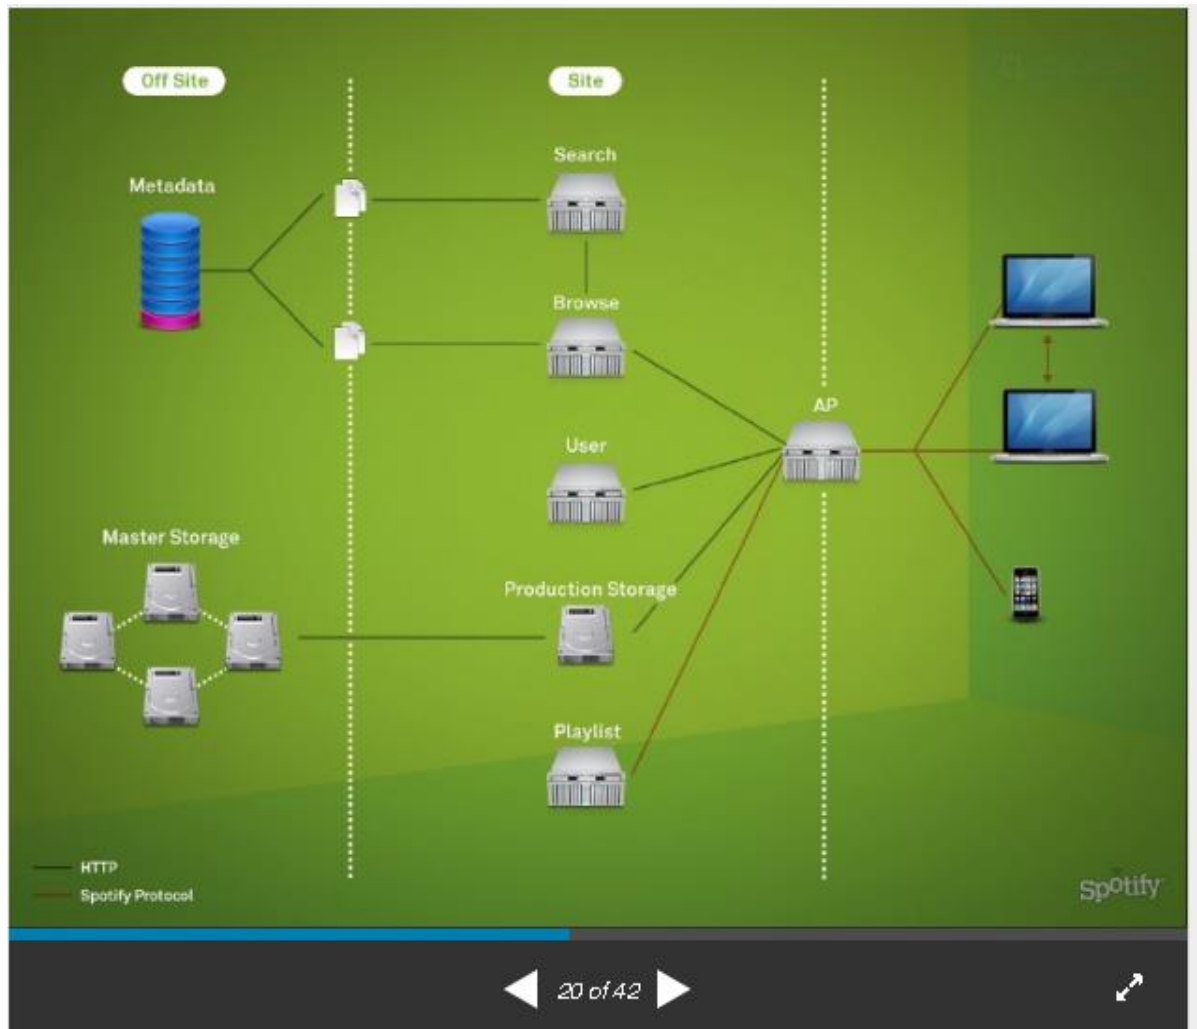 Off Site
Site
Search
Metadata
Browse
AP
User
Master Storage
Production Storage
Playlist
HTTP
Spotify Protocol
Spotify
20 of 42